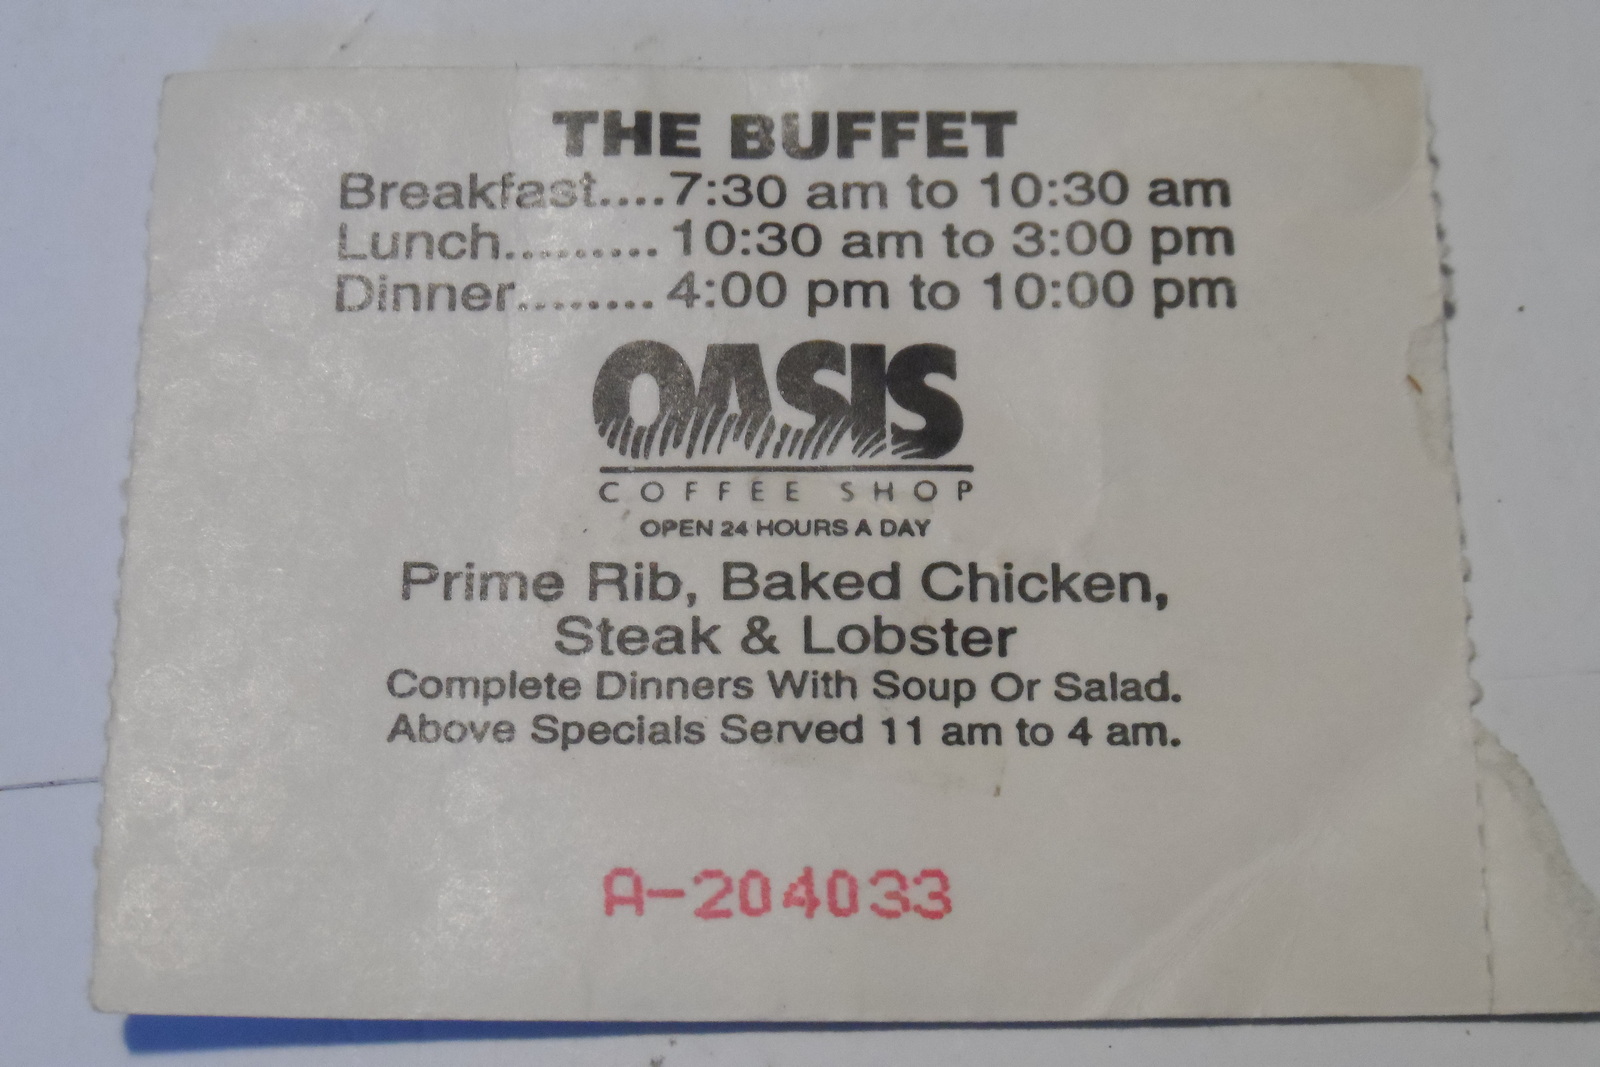 THE BUFFET
Breakfast....7:30 am to 10:30 am
Lunch......... 10:30 am to 3:00 pm
Dinner........ 4:00 pm to 10:00 pm
OASIS
COFFEE SHOP
OPEN 24 HOURS A DAY
Prime Rib, Baked Chicken,
Steak & Lobster
Complete Dinners With Soup Or Salad.
Above Specials Served 11 am to 4 am.
A-204033